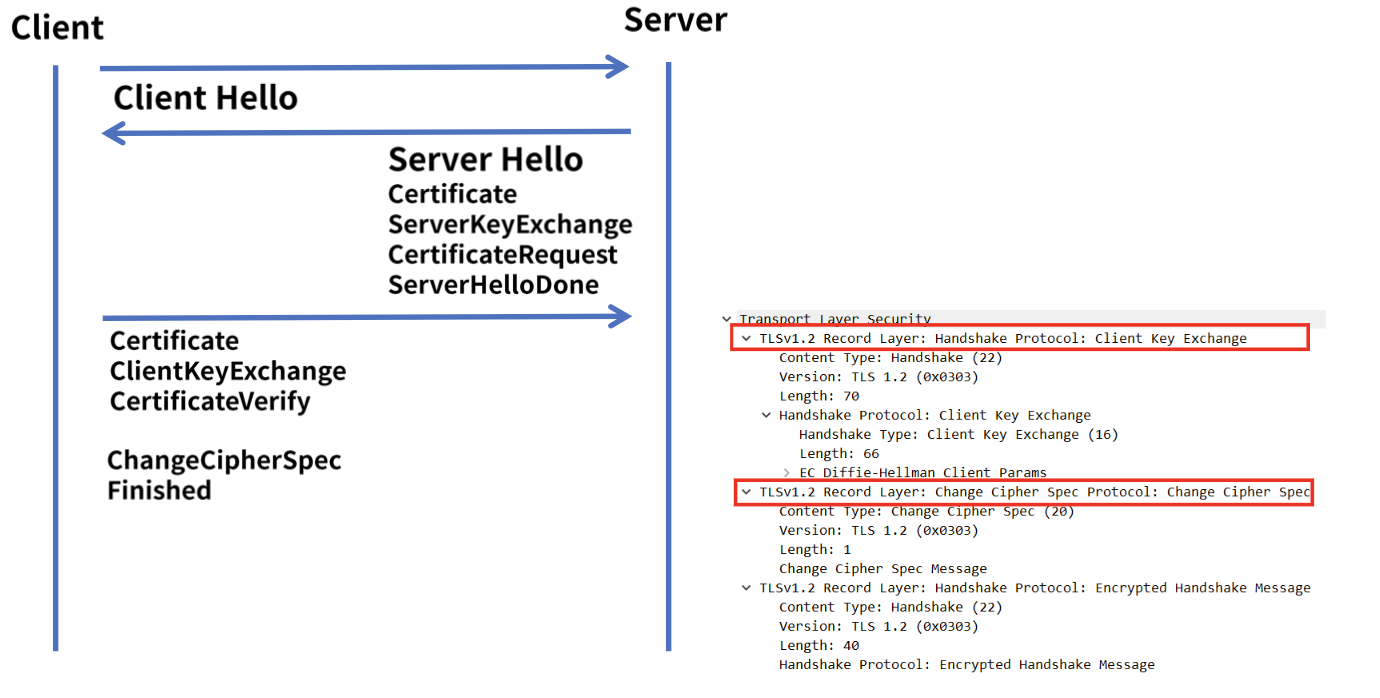 Client
Server
Client Hello
Server Hello
Certificate
ServerKeyExchange
CertificateRequest
ServerHelloDone
Certificate
ClientKeyExchange
CertificateVerify
ChangeCipherSpec
Finished
Transport Layer Security
TLSv1.2 Record Layer: Handshake Protocol: Client Key Exchange
Content Type: Handshake (22)
Version: TLS 1.2 (0x0303)
Length: 70
Handshake Protocol: Client Key Exchange
Handshake Type: Client Key Exchange (16)
Length: 66
EC Diffie-Hellman Client Params
TLSv1.2 Record Layer: Change Cipher Spec Protocol: Change Cipher Spec
Content Type: Change Cipher Spec (20)
Version: TLS 1.2 (0x0303)
Length: 1
Change Cipher Spec Message
TLSv1.2 Record Layer: Handshake Protocol: Encrypted Handshake Message
Content Type: Handshake (22)
Version: TLS 1.2 (0x0303)
Length: 40
Handshake Protocol: Encrypted Handshake Message